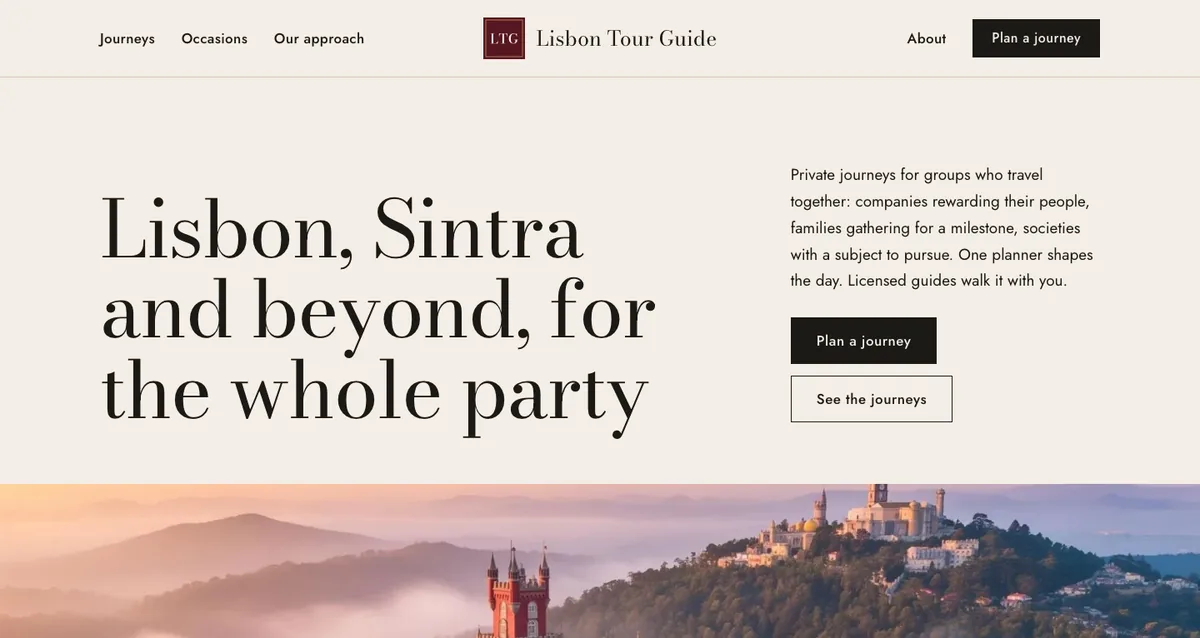 Journeys
Occasions
Our approach
LTG
Lisbon Tour Guide
About
Plan a journey
Lisbon, Sintra
and beyond, for
the whole party
Private journeys for groups who travel
together: companies rewarding their people,
families gathering for a milestone, societies
with a subject to pursue. One planner shapes
the day. Licensed guides walk it with you.
Plan a journey
See the journeys